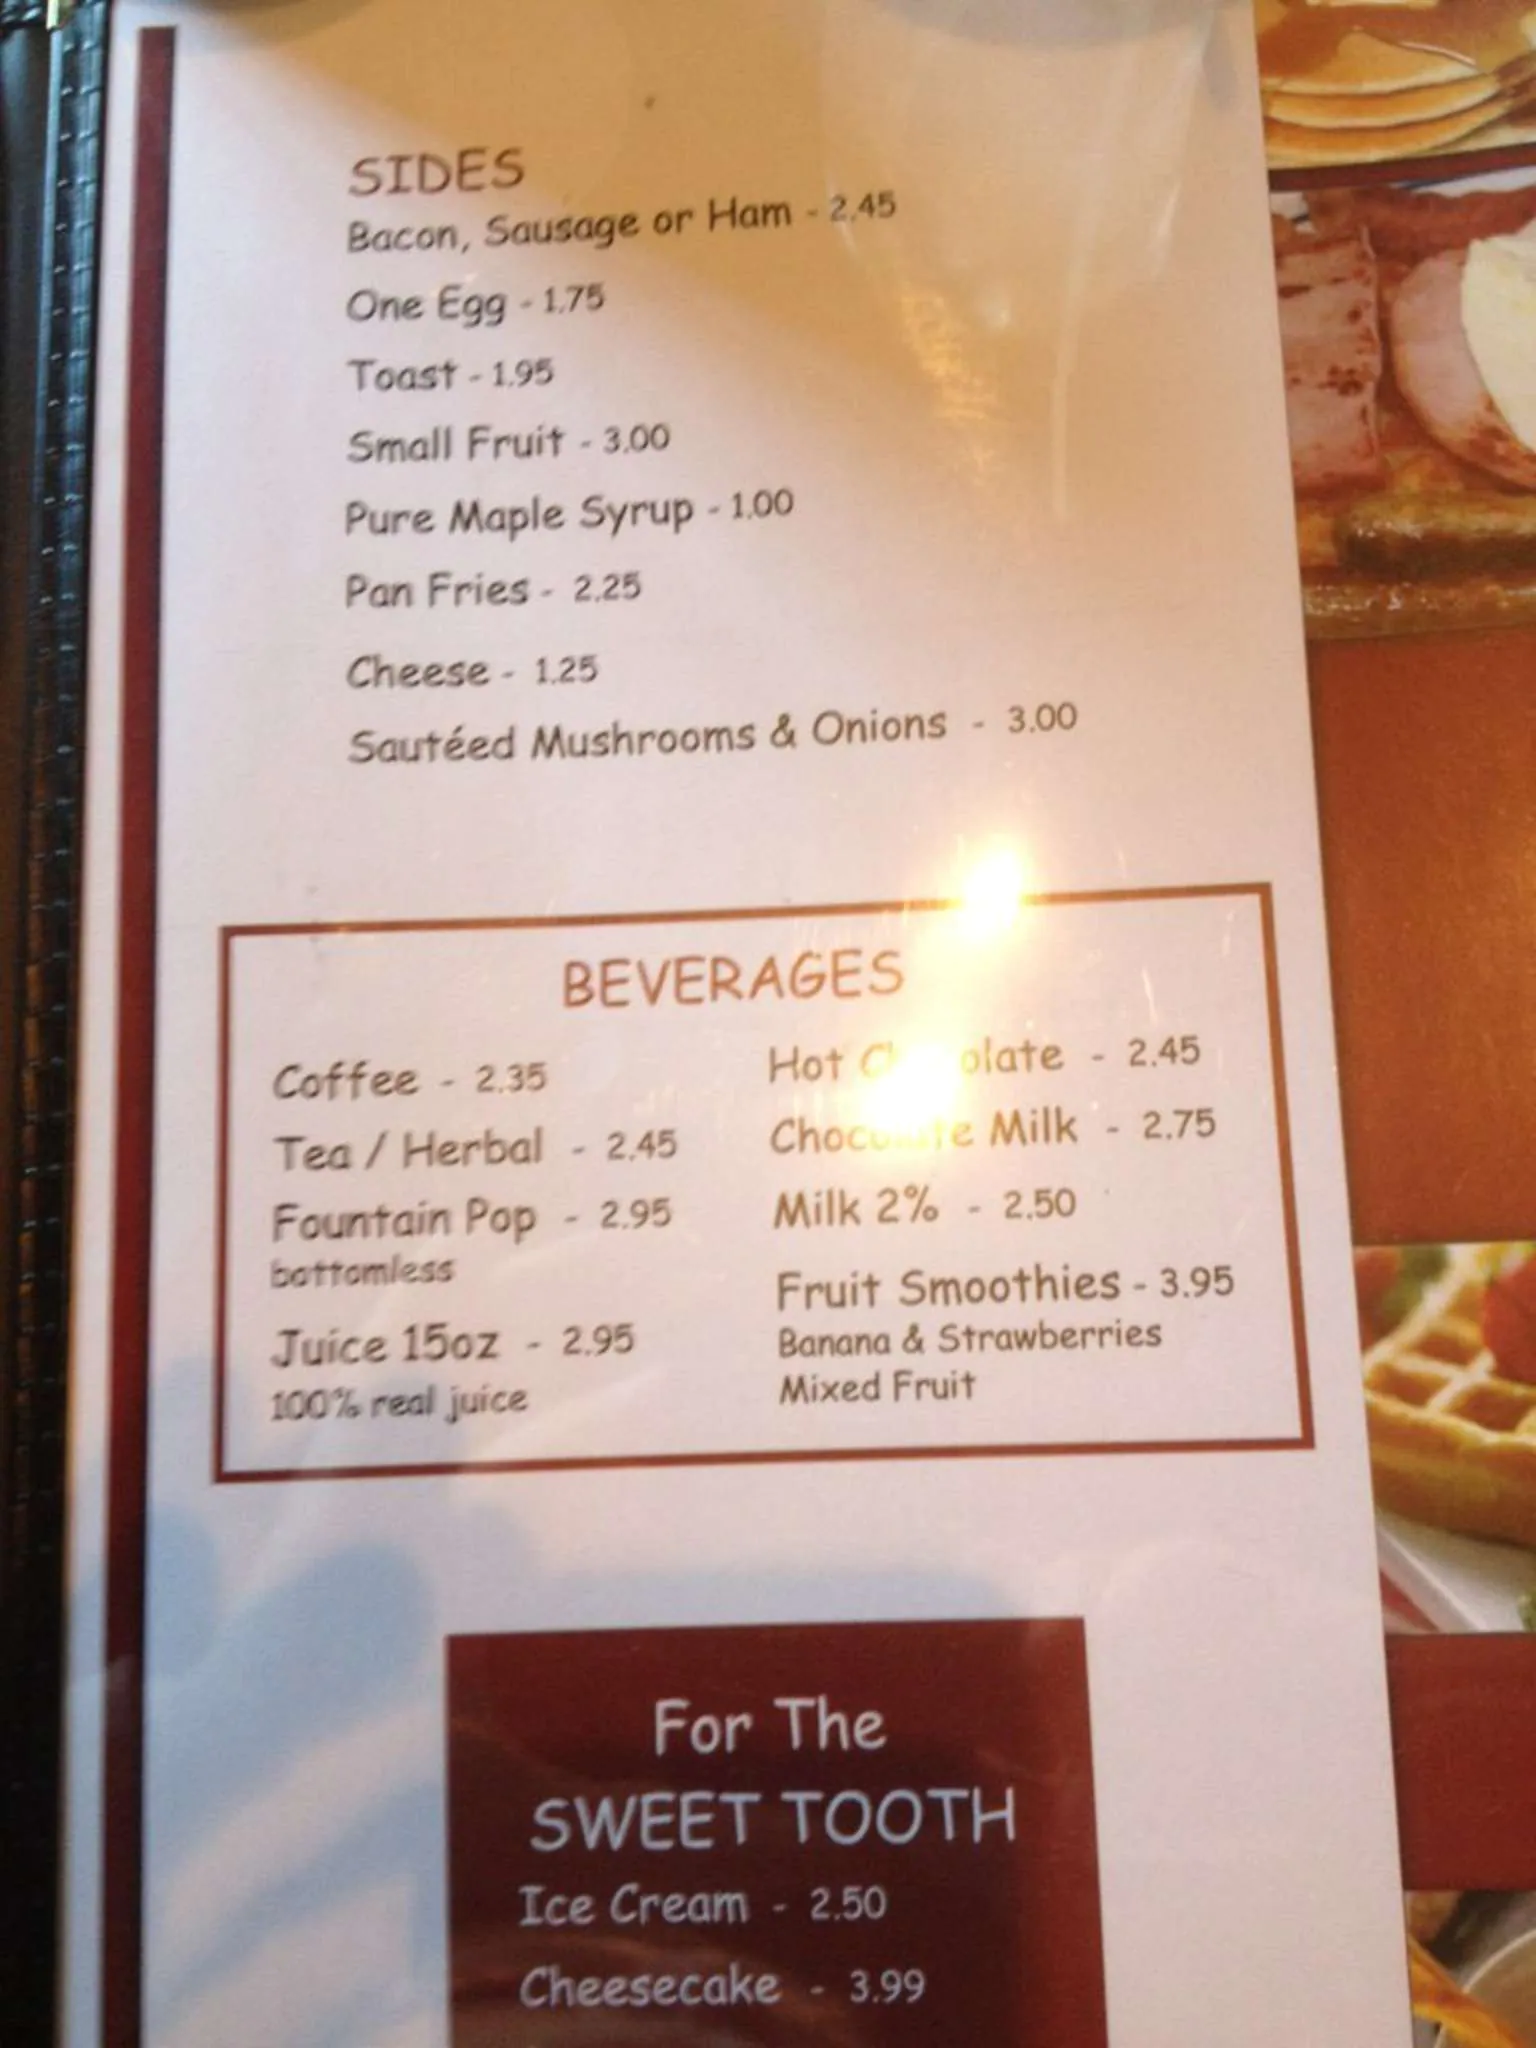 SIDES
Bacon, Sausage or Ham - 2.45
One Egg - 1.75
Toast - 1.95
Small Fruit - 3.00
Pure Maple Syrup - 1.00
Pan Fries - 2.25
Cheese - 1.25
Sautéed Mushrooms & Onions - 3.00
BEVERAGES
Coffee - 2.35
Tea / Herbal - 2.45
Fountain Pop - 2.95
bottomless
Juice 15oz - 2.95
100% real juice
Hot Chocolate - 2.45
Chocolate Milk - 2.75
Milk 2% - 2.50
Fruit Smoothies - 3.95
Banana & Strawberries
Mixed Fruit
For The
SWEET TOOTH
Ice Cream - 2.50
Cheesecake - 3.99